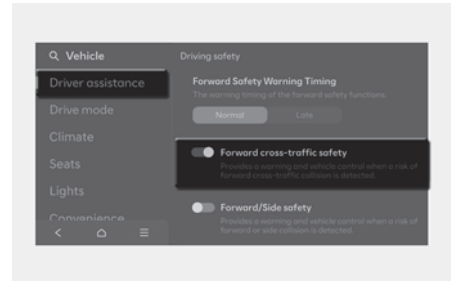 Vehicle
Driver assistance
Drive mode
Climate
Seats
Lights
Convenience
Driving safety
Forward Safety Warning Timing
The warning timing of the forward safety functions.
Normal
Late
Forward cross-traffic safety
Provides a warning and vehicle control when a risk of
forward cross-traffic collision is detected.
Forward/Side safety
Provides a warning and vehicle control when a risk of
forward or side collision is detected